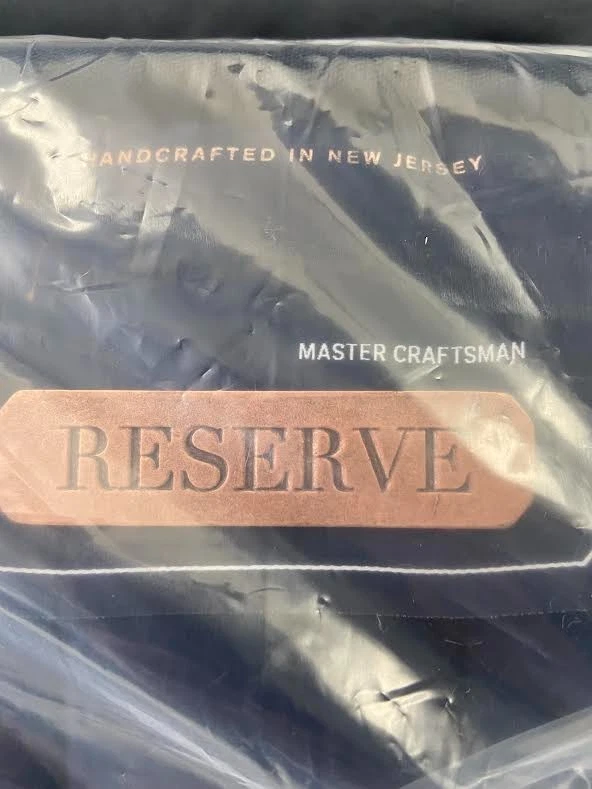 HANDCRAFTED IN NEW JERSEY
MASTER CRAFTSMAN
RESERVE